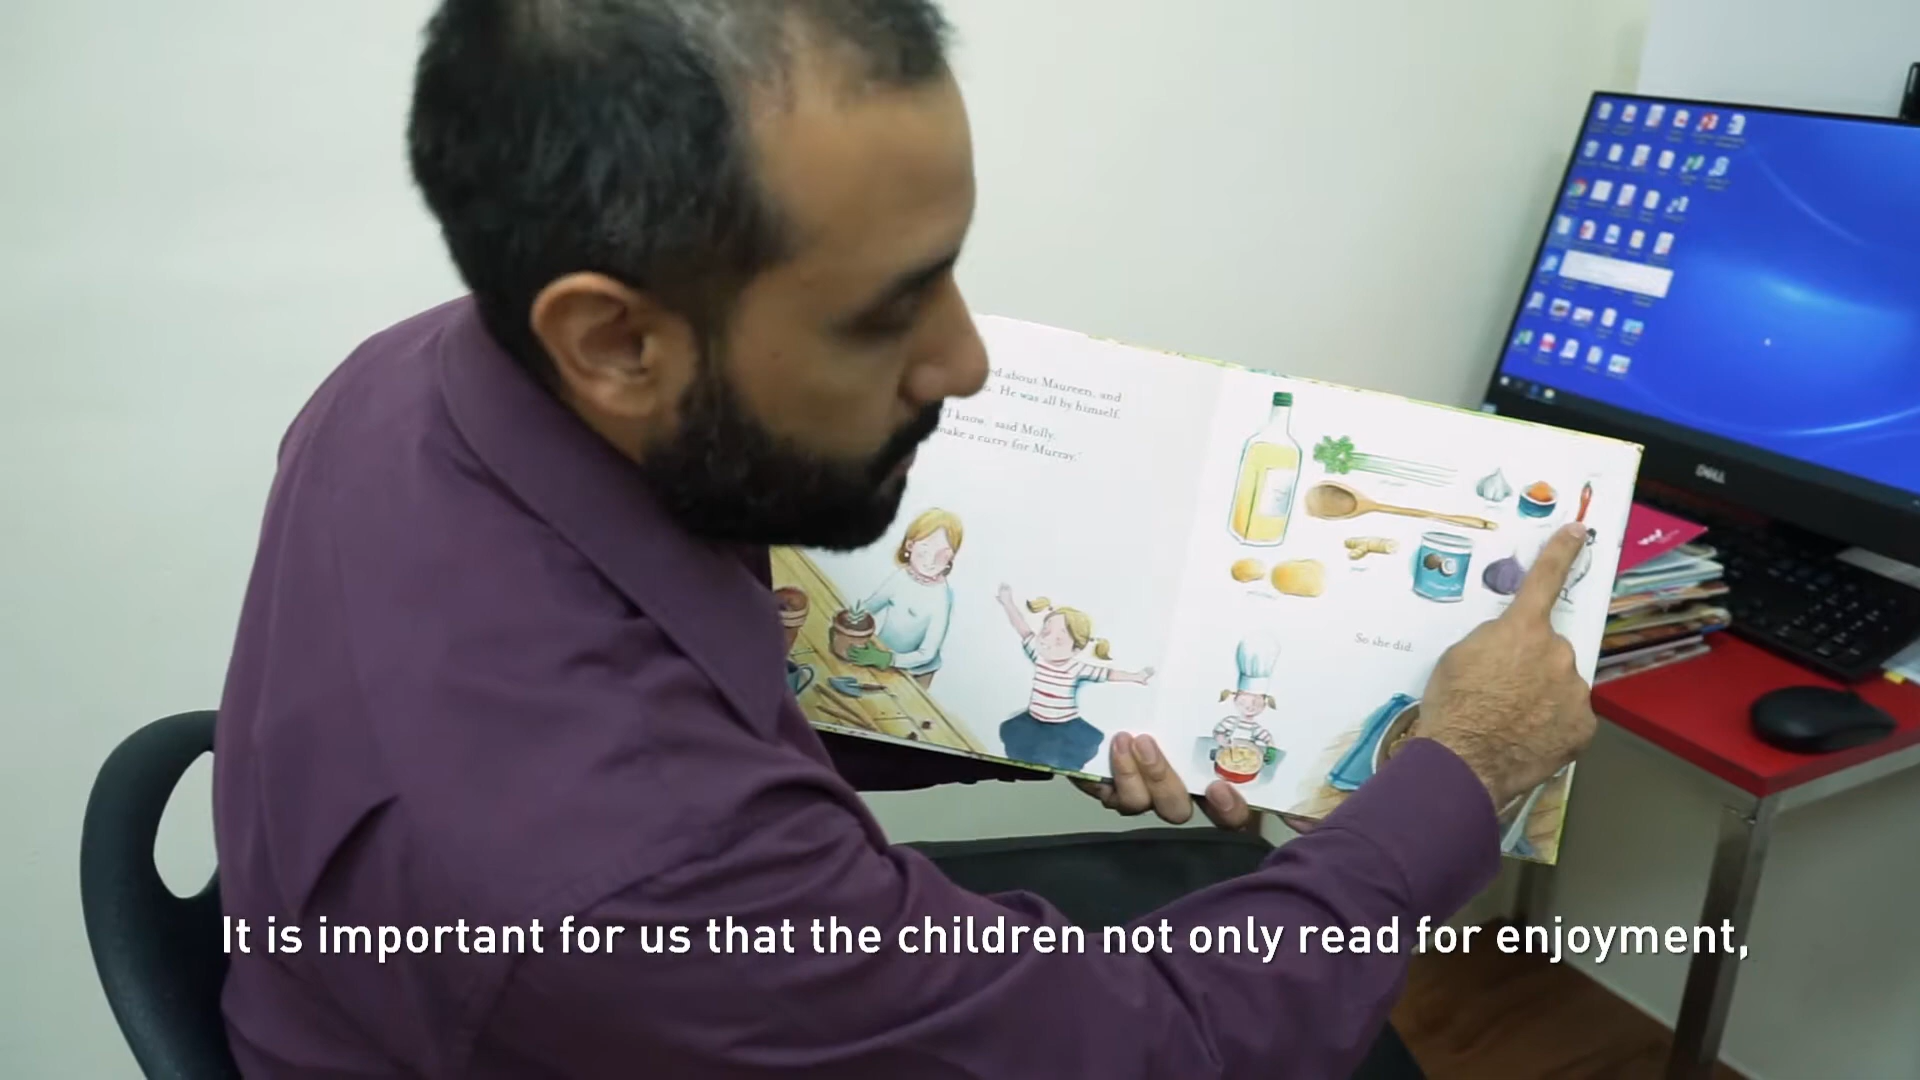 ed about Maureen, and
He was all by himself.
'I know,' said Molly.
make a curry for Murray.'
So she did.
DELL
It is important for us that the children not only read for enjoyment,